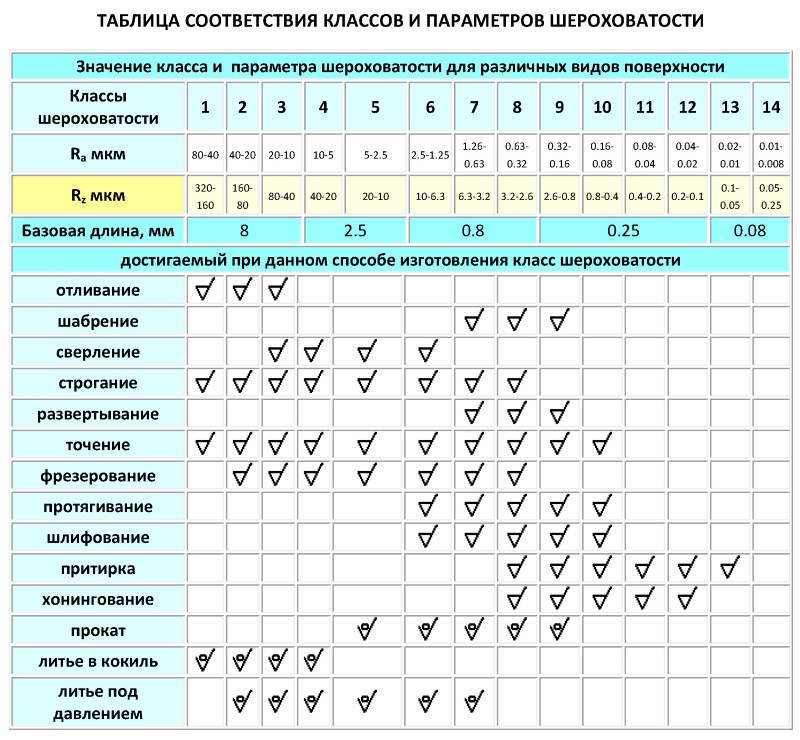 ТАБЛИЦА СООТВЕТСТВИЯ КЛАССОВ И ПАРАМЕТРОВ ШЕРОХОВАТОСТИ
Значение класса и параметра шероховатости для различных видов поверхности
Классы шероховатости 1 2 3 4 5 6 7 8 9 10 11 12 13 14
Ra мкм 80-40 40-20 20-10 10-5 5-2.5 2.5-1.25 1.26-0.63 0.63-0.32 0.32-0.16 0.16-0.08 0.08-0.04 0.04-0.02 0.02-0.01 0.01-0.008
Rz мкм 320-160 160-80 80-40 40-20 20-10 10-6.3 6.3-3.2 3.2-2.6 2.6-0.8 0.8-0.4 0.4-0.2 0.2-0.1 0.1-0.05 0.05-0.25
Базовая длина, мм 8 2.5 0.8 0.25 0.08
достигаемый при данном способе изготовления класс шероховатости
отливание
шабрение
сверление
строгание
развертывание
точение
фрезерование
протягивание
шлифование
притирка
хонингование
прокат
литье в кокиль
литье под
давлением